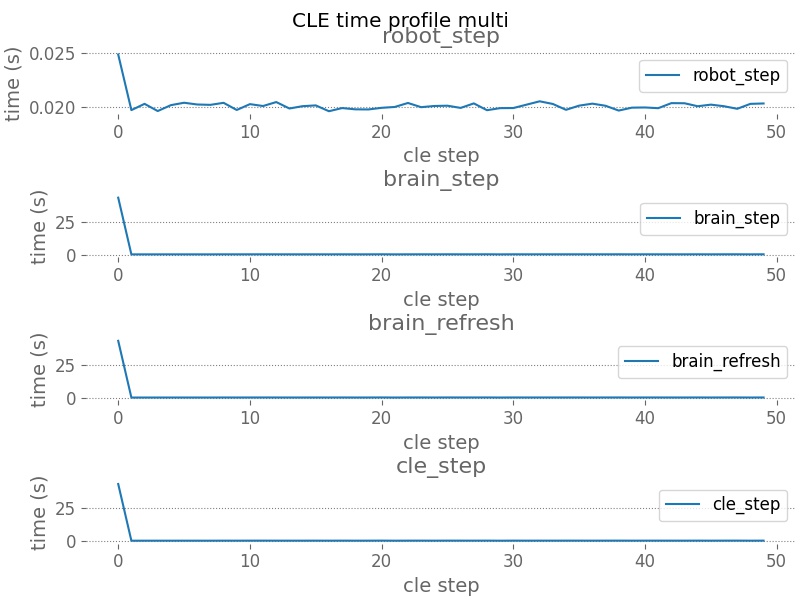 CLE time profile multi
robot_step
time (s)
0.025
0.020
robot_step
0 10 20 30 40 50
cle step
brain_step
time (s)
25
0
brain_step
0 10 20 30 40 50
cle step
brain_refresh
time (s)
25
0
brain_refresh
0 10 20 30 40 50
cle step
cle_step
time (s)
25
0
cle_step
0 10 20 30 40 50
cle step